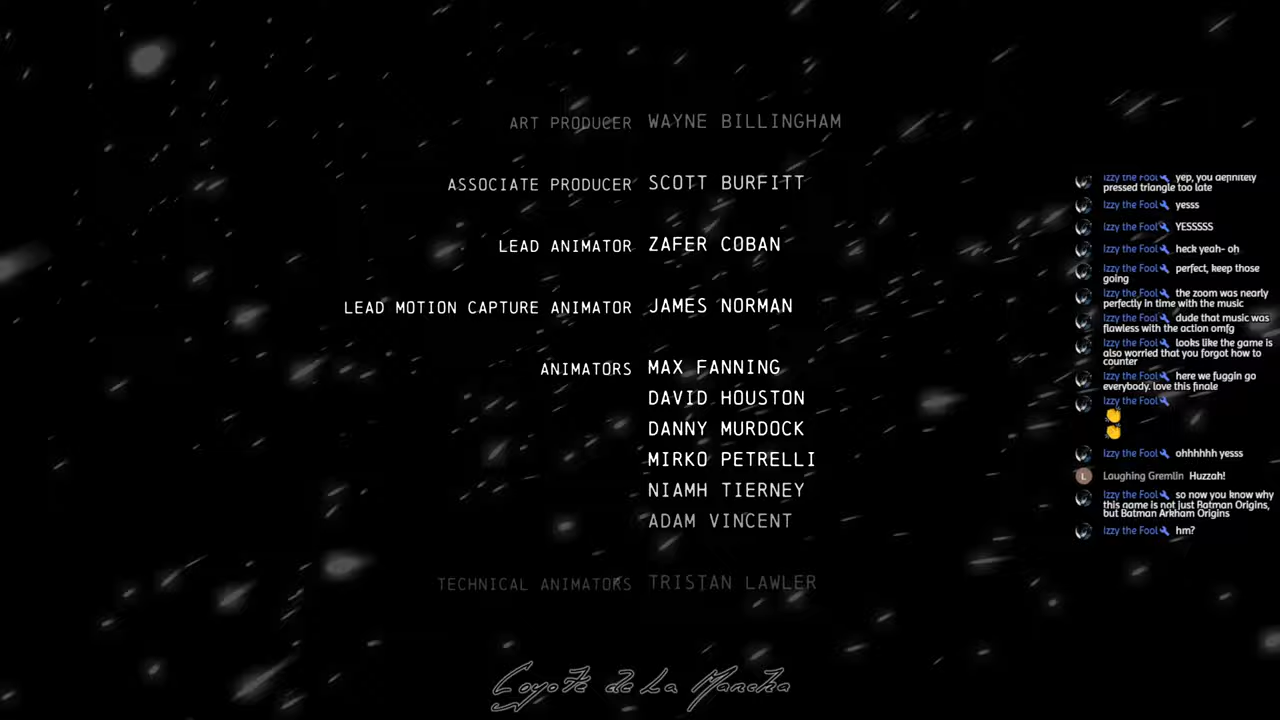 ART PRODUCER WAYNE BILLINGHAM
ASSOCIATE PRODUCER SCOTT BURFITT
LEAD ANIMATOR ZAFER COBAN
LEAD MOTION CAPTURE ANIMATOR JAMES NORMAN
ANIMATORS MAX FANNING
DAVID HOUSTON
DANNY MURDOCK
MIRKO PETRELLI
NIAMH TIERNEY
ADAM VINCENT
TECHNICAL ANIMATORS TRISTAN LAWLER
Coyote de La Mancha
Izzy the Fool yep, you definitely
pressed triangle too late
Izzy the Fool yesss
Izzy the Fool YESSSSS
Izzy the Fool heck yeah- oh
Izzy the Fool perfect, keep those
going
Izzy the Fool the zoom was nearly
perfectly in time with the music
Izzy the Fool dude that music was
flawless with the action omfg
Izzy the Fool looks like the game is
also worried that you forgot how to
counter
Izzy the Fool here we fuggin go
everybody. love this finale
Izzy the Fool
Izzy the Fool ohhhhhh yesss
Laughing Gremlin Huzzah!
Izzy the Fool so now you know why
this game is not just Batman Origins,
but Batman Arkham Origins
Izzy the Fool hm?